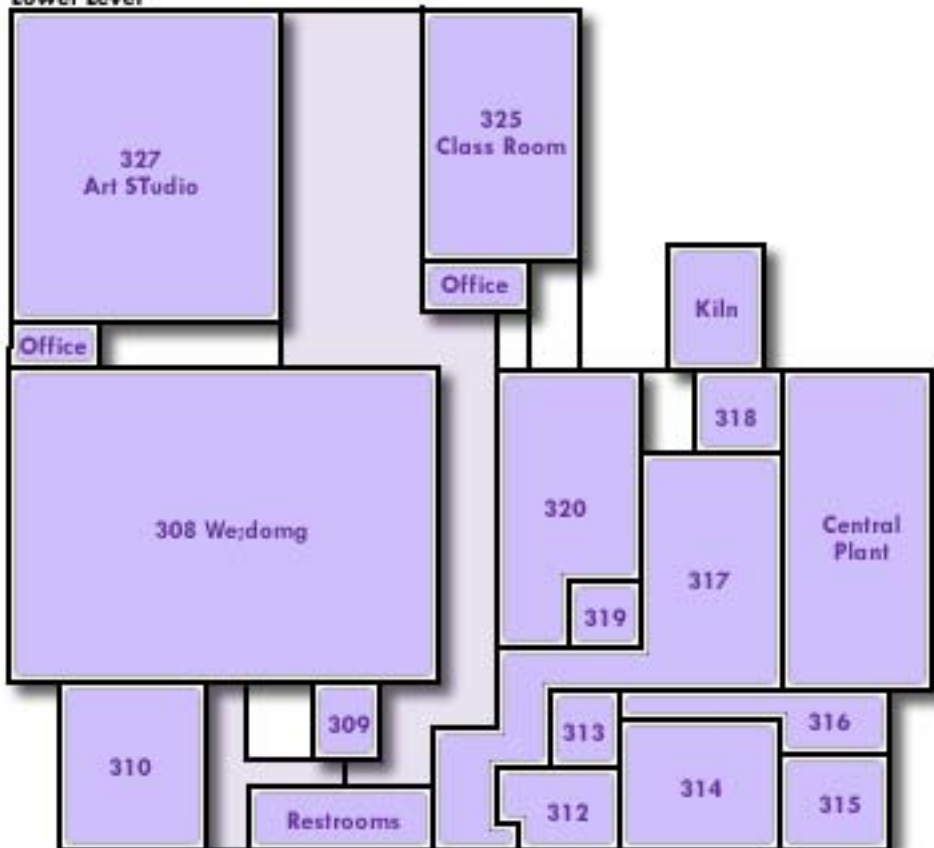 Lower Level
325
Class Room
327
Art STudio
Office
Kiln
Office
318
320
308 We;domg
Central
Plant
317
319
309
316
313
310
314
315
312
Restrooms